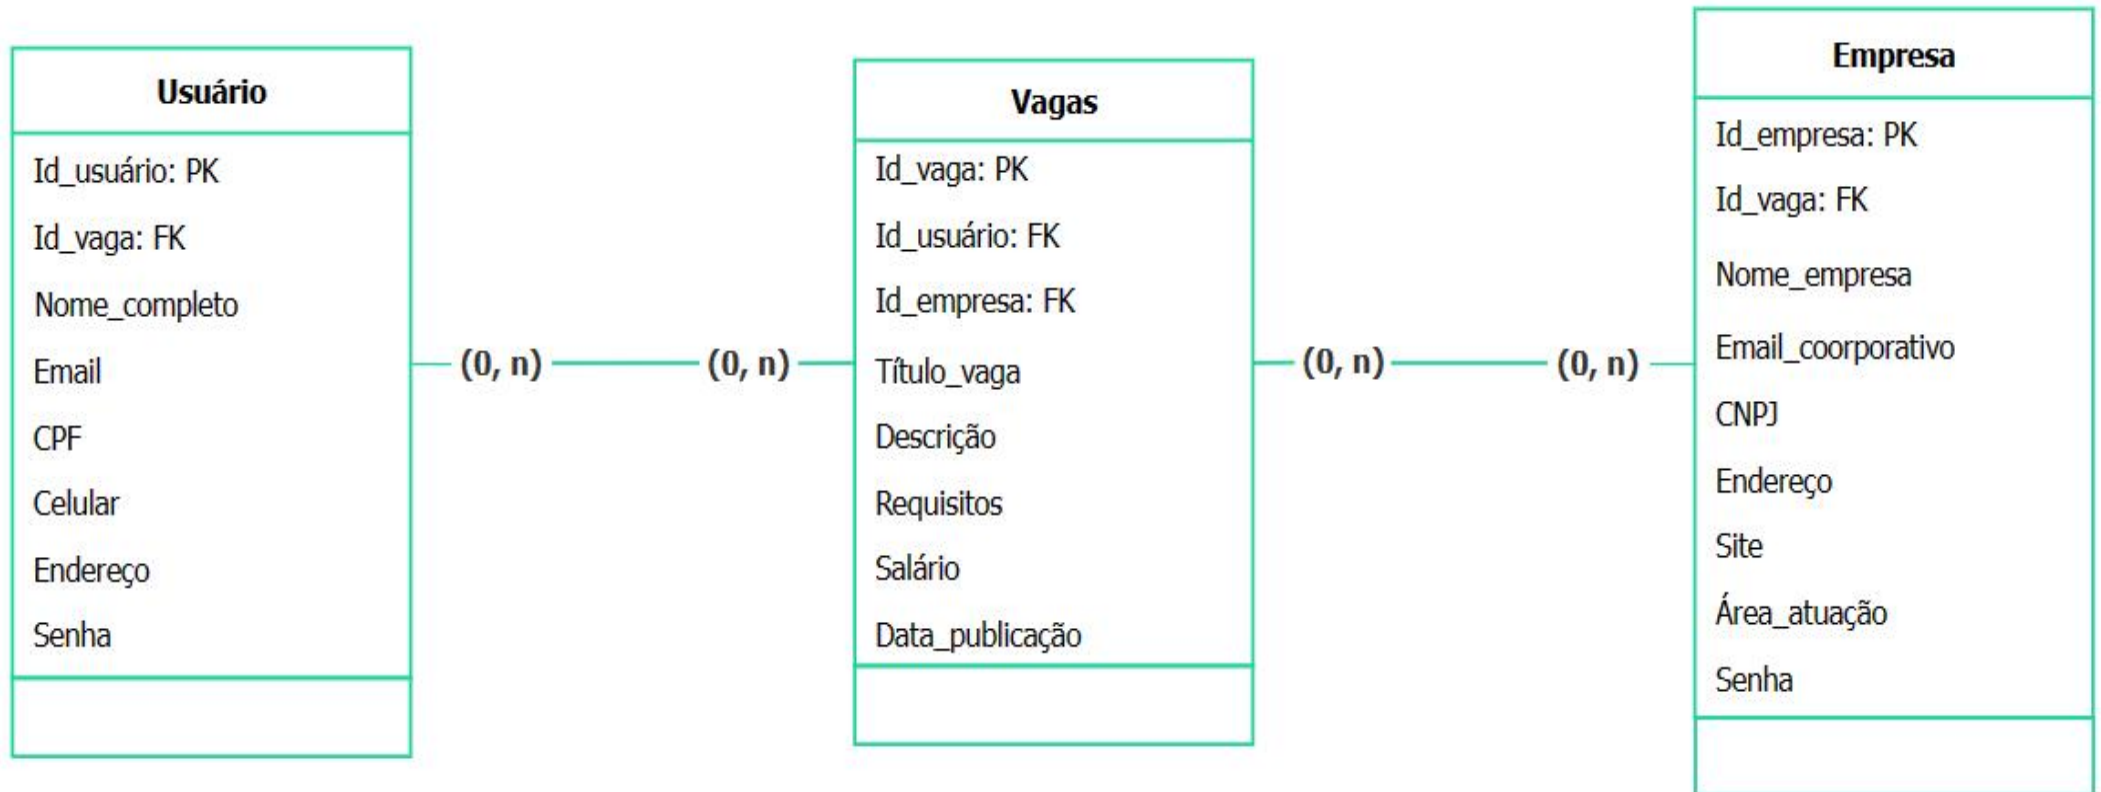 Usuário
Id_usuário: PK
Id_vaga: FK
Nome_completo
Email
CPF
Celular
Endereço
Senha
(0, n)
(0, n)
Vagas
Id_vaga: PK
Id_usuário: FK
Id_empresa: FK
Título_vaga
Descrição
Requisitos
Salário
Data_publicação
(0, n)
(0, n)
Empresa
Id_empresa: PK
Id_vaga: FK
Nome_empresa
Email_coorporativo
CNPJ
Endereço
Site
Área_atuação
Senha